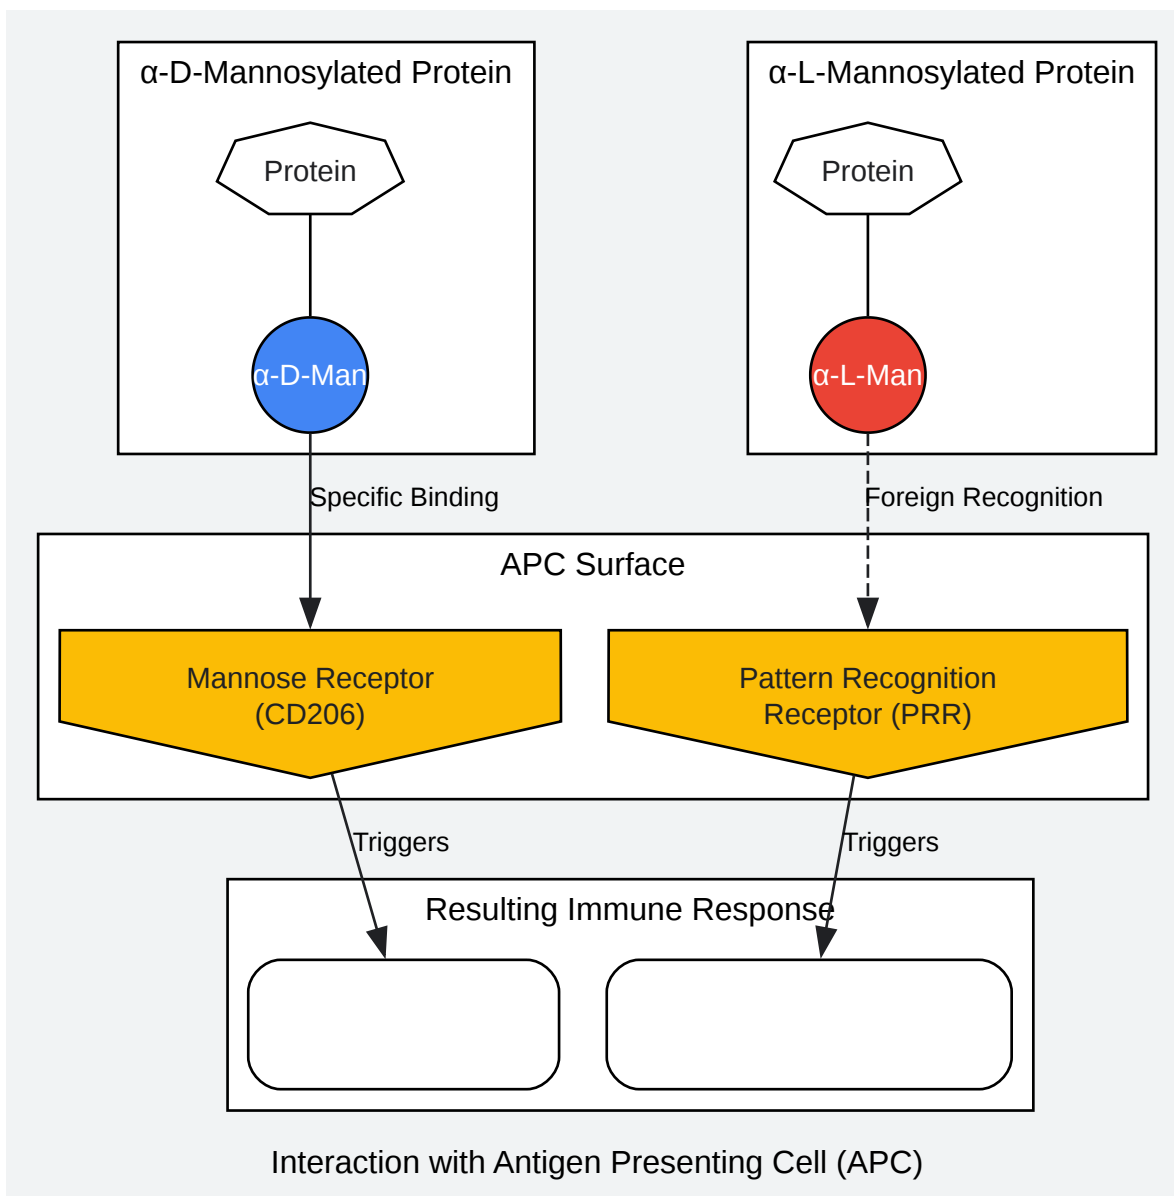 α-D-Mannosylated Protein
α-L-Mannosylated Protein
Protein
Protein
α-D-Man
α-L-Man
Specific Binding
Foreign Recognition
APC Surface
Mannose Receptor
(CD206)
Pattern Recognition
Receptor (PRR)
Triggers
Triggers
Resulting Immune Response
Interaction with Antigen Presenting Cell (APC)